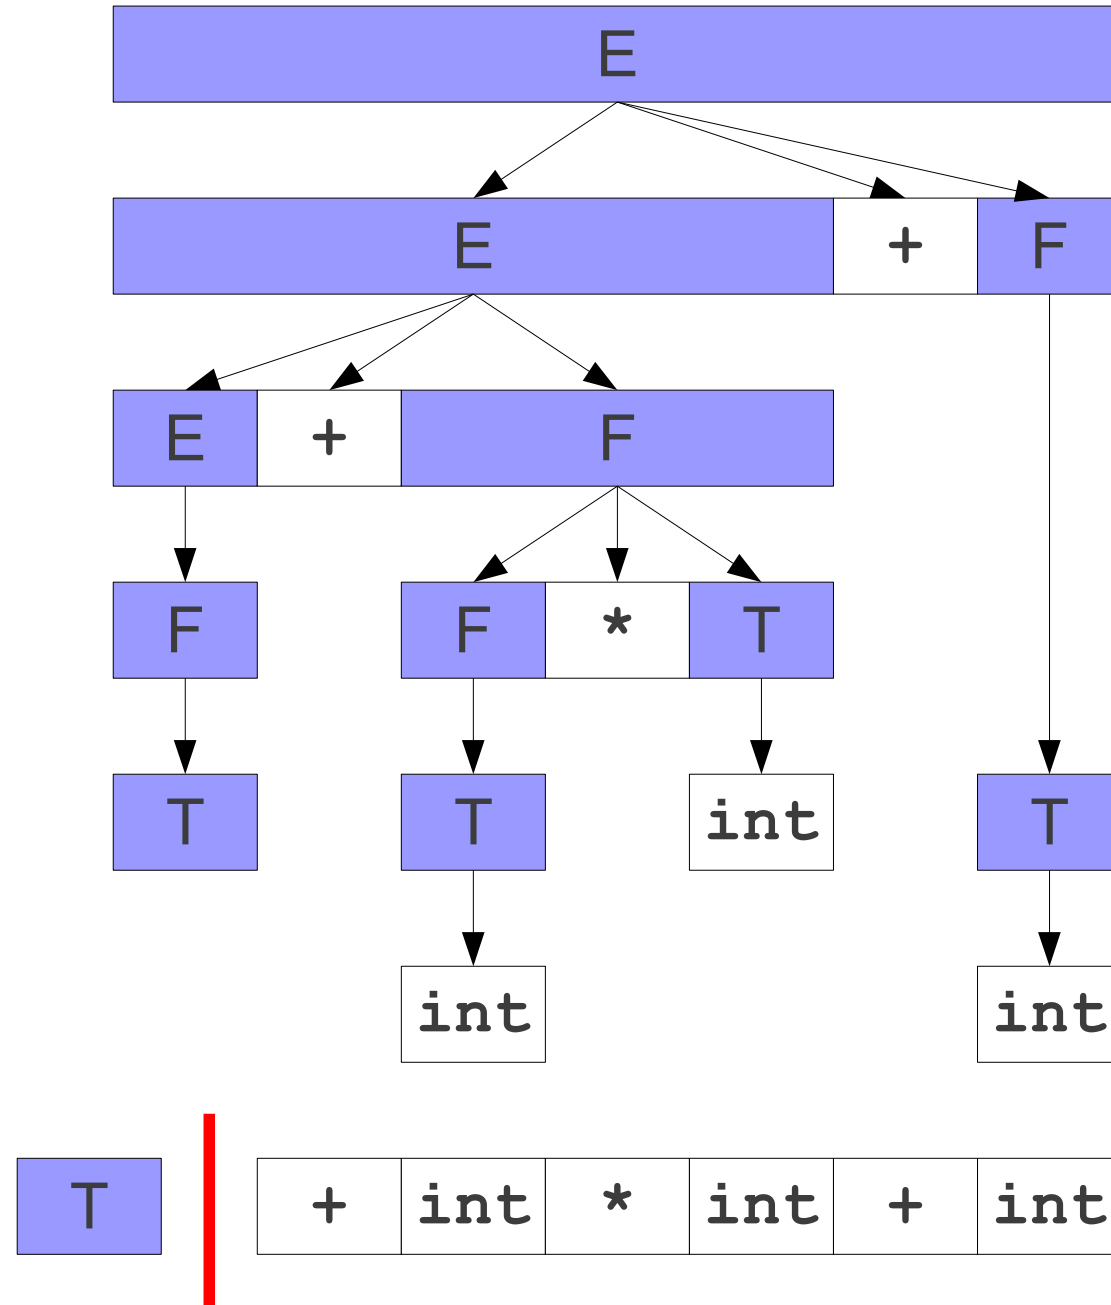 E
E + F
E + F
F F * T
T T int T
int int
T + int * int + int